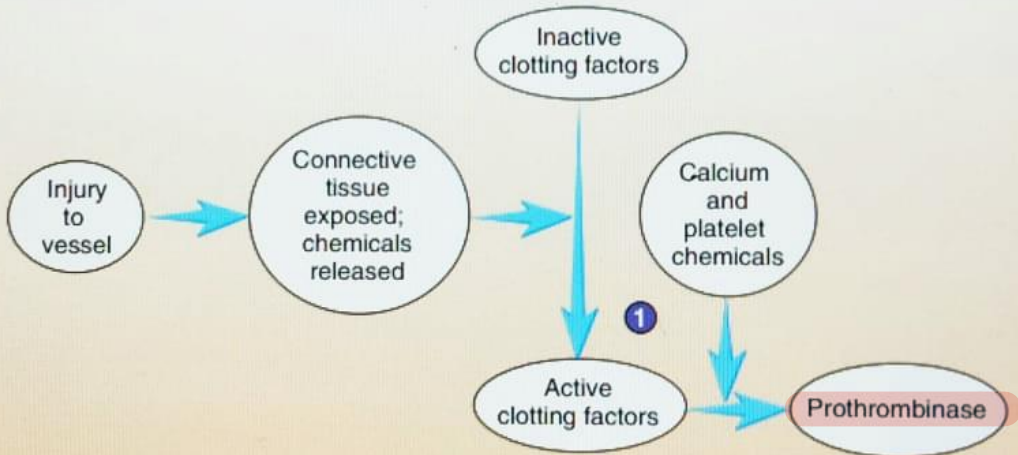 Inactive
clotting factors
Injury
to
vessel
Connective
tissue
exposed;
chemicals
released
Calcium
and
platelet
chemicals
1
Active
clotting factors
Prothrombinase